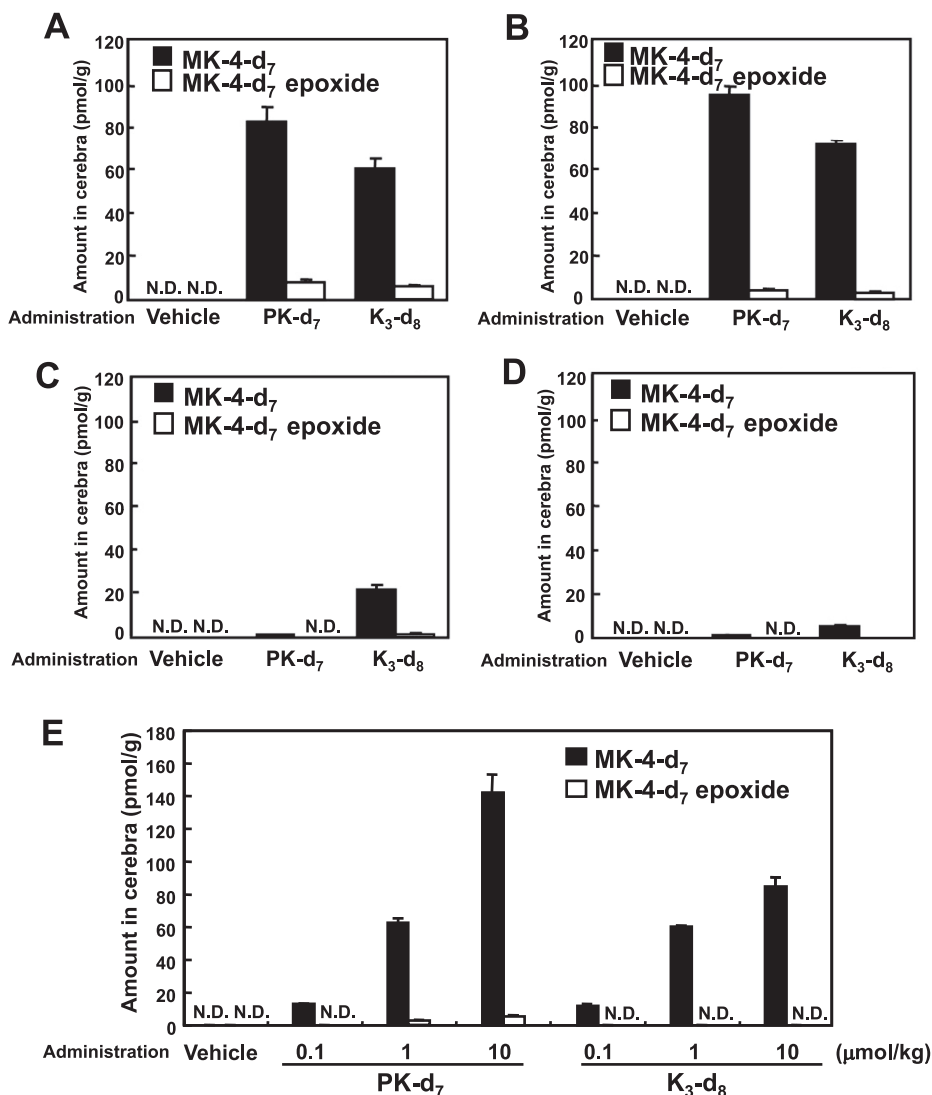 A
Amount in cerebra (pmol/g)
120
100
80
60
40
20
0
MK-4-d7
MK-4-d7 epoxide
N.D. N.D.
Administration Vehicle PK-d7 K3-d8
B
Amount in cerebra (pmol/g)
120
100
80
60
40
20
0
MK-4-d7
MK-4-d7 epoxide
N.D. N.D.
Administration Vehicle PK-d7 K3-d8
C
Amount in cerebra (pmol/g)
120
100
80
60
40
20
0
MK-4-d7
MK-4-d7 epoxide
N.D. N.D. N.D.
Administration Vehicle PK-d7 K3-d8
D
Amount in cerebra (pmol/g)
120
100
80
60
40
20
0
MK-4-d7
MK-4-d7 epoxide
N.D. N.D. N.D.
Administration Vehicle PK-d7 K3-d8
E
Amount in cerebra (pmol/g)
180
160
140
120
100
80
60
40
20
0
MK-4-d7
MK-4-d7 epoxide
N.D. N.D. N.D. N.D. N.D. N.D.
Administration Vehicle 0.1 1 10 0.1 1 10 (μmol/kg)
PK-d7 K3-d8